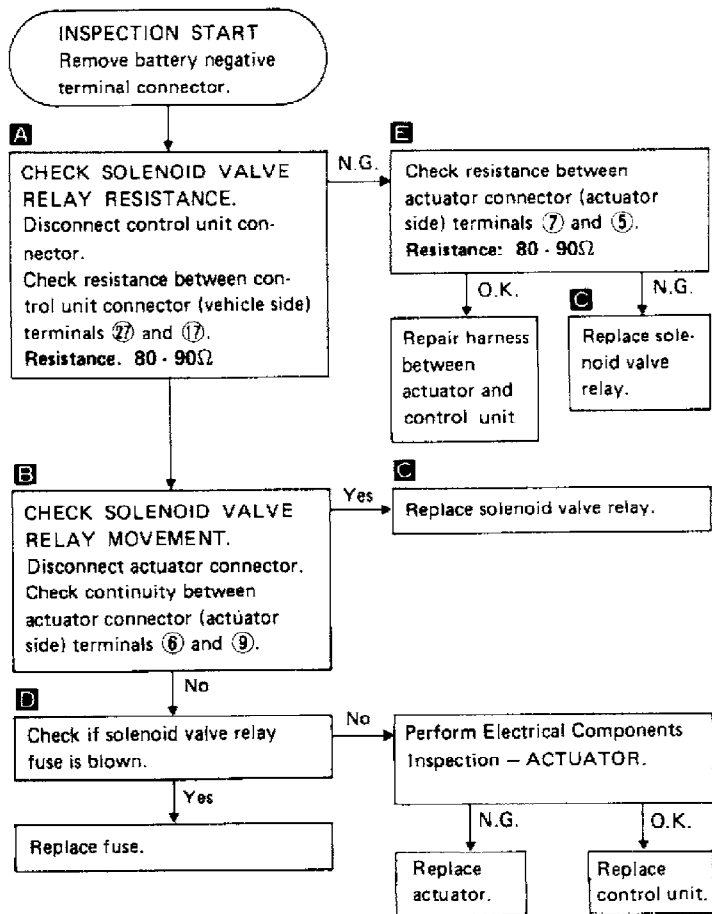 INSPECTION START
Remove battery negative
terminal connector.
A
CHECK SOLENOID VALVE
RELAY RESISTANCE.
Disconnect control unit con-
nector.
Check resistance between con-
trol unit connector (vehicle side)
terminals ㉗ and ⑰.
Resistance. 80 - 90Ω
N.G.
E
Check resistance between
actuator connector (actuator
side) terminals ⑦ and ⑤.
Resistance: 80 - 90Ω
O.K.
Repair harness
between
actuator and
control unit
N.G.
C
Replace sole-
noid valve
relay.
B
CHECK SOLENOID VALVE
RELAY MOVEMENT.
Disconnect actuator connector.
Check continuity between
actuator connector (actuator
side) terminals ⑥ and ⑨.
Yes
C
Replace solenoid valve relay.
No
D
Check if solenoid valve relay
fuse is blown.
No
Perform Electrical Components
Inspection — ACTUATOR.
Yes
Replace fuse.
N.G.
Replace
actuator.
O.K.
Replace
control unit.